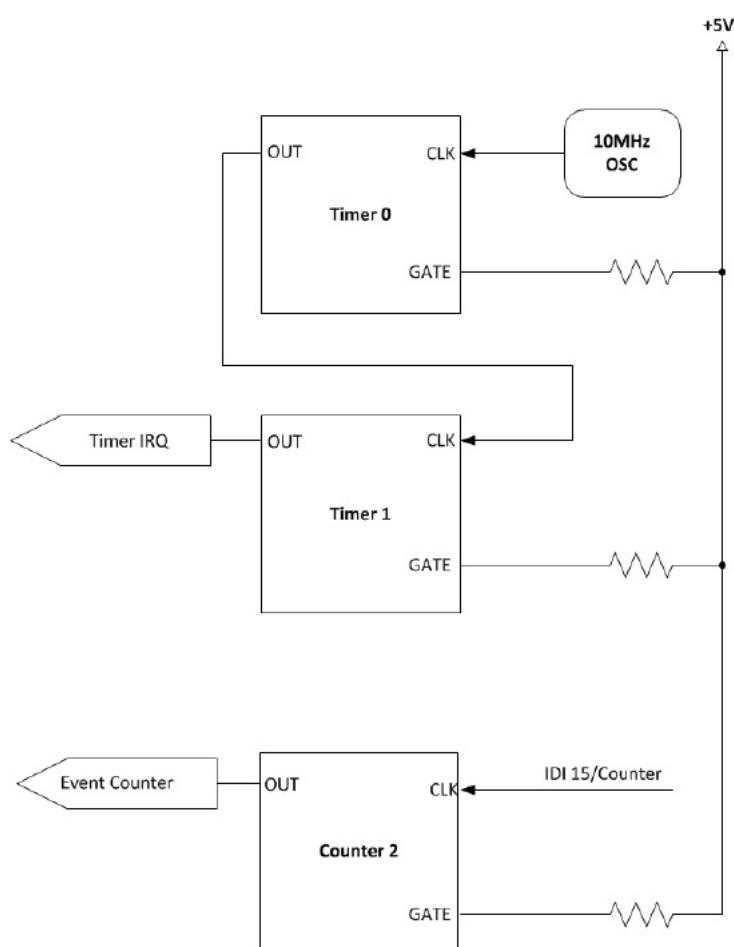 +5V
10MHz
OSC
OUT
CLK
Timer 0
GATE
Timer IRQ
OUT
CLK
Timer 1
GATE
Event Counter
OUT
CLK
IDI 15/Counter
Counter 2
GATE